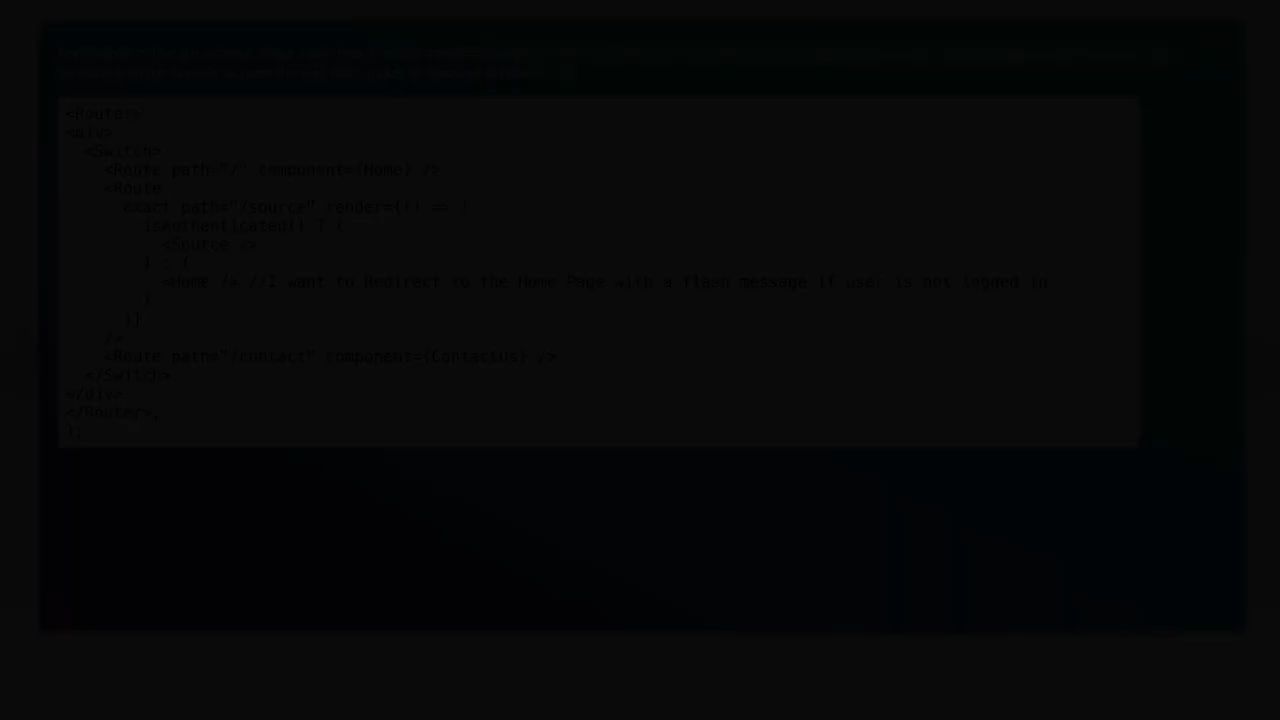 <Router>
<div>
<Switch>
<Route path="/" component={Home} />
<Route
exact path="/source" render={() => (
isAuthenticated() ? (
<Source />
) : (
<Home /> //I want to Redirect to the Home Page with a flash message if user is not logged in
)
)}
/>
<Route path="/contact" component={ContactUs} />
</Switch>
</div>
</Router>,
);